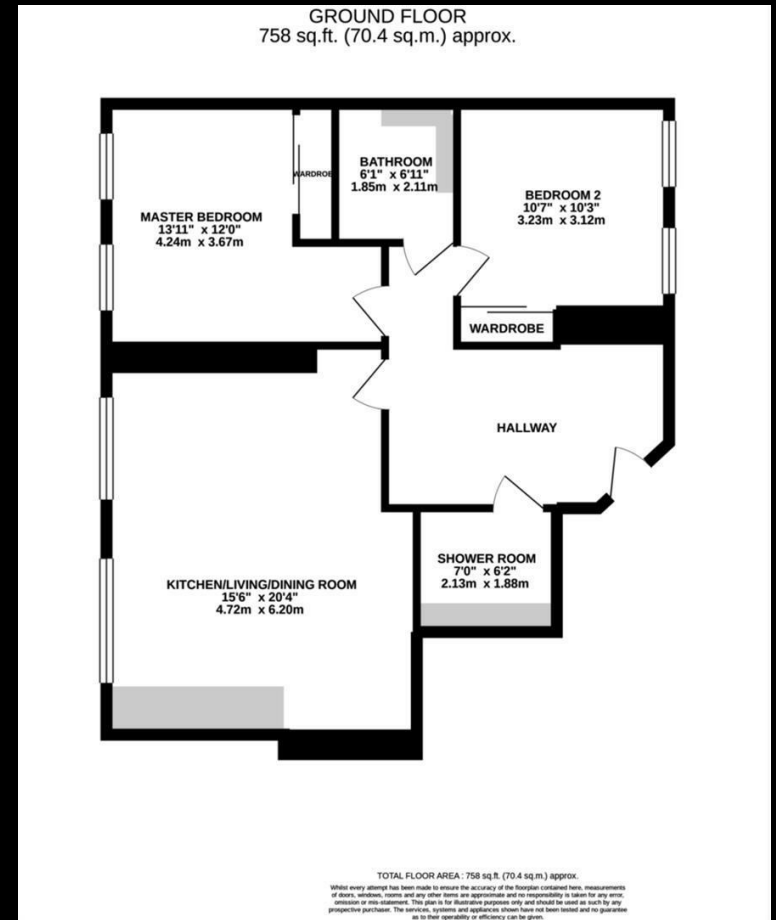 GROUND FLOOR
758 sq.ft. (70.4 sq.m.) approx.
WARDROBE
BATHROOM
6'1" x 6'11"
1.85m x 2.11m
BEDROOM 2
10'7" x 10'3"
3.23m x 3.12m
MASTER BEDROOM
13'11" x 12'0"
4.24m x 3.67m
WARDROBE
HALLWAY
SHOWER ROOM
7'0" x 6'2"
2.13m x 1.88m
KITCHEN/LIVING/DINING ROOM
15'6" x 20'4"
4.72m x 6.20m
TOTAL FLOOR AREA : 758 sq.ft. (70.4 sq.m.) approx.
Whilst every attempt has been made to ensure the accuracy of the floorplan contained here, measurements
of doors, windows, rooms and any other items are approximate and no responsibility is taken for any error,
omission or mis-statement. This plan is for illustrative purposes only and should be used as such by any
prospective purchaser. The services, systems and appliances shown have not been tested and no guarantee
as to their operability or efficiency can be given.